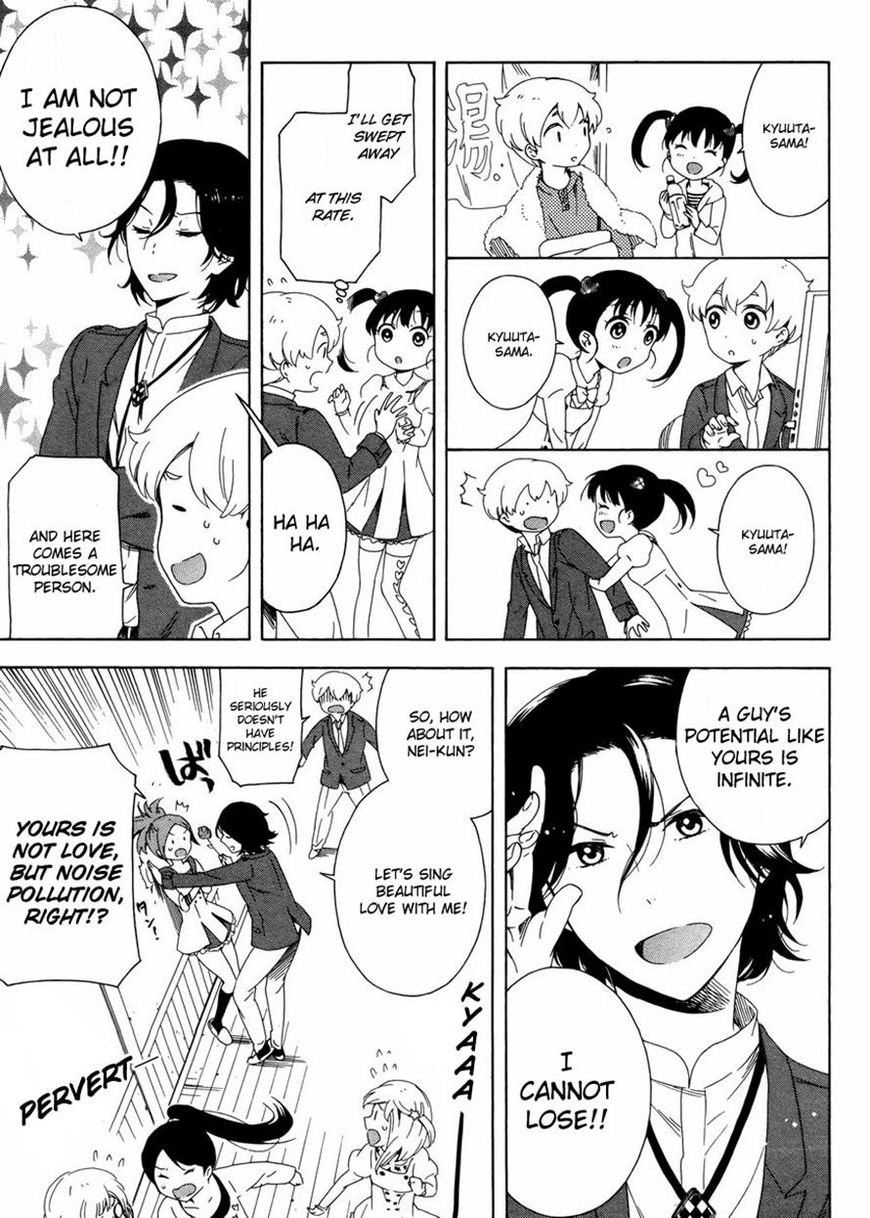 KYUUTA-
SAMA!
湯
KYUUTA-
SAMA.
KYUUTA-
SAMA!
I'LL GET
SWEPT
AWAY
AT THIS
RATE.
HA HA
HA.
I AM NOT
JEALOUS
AT ALL!!
AND HERE
COMES A
TROUBLESOME
PERSON.
A GUY'S
POTENTIAL LIKE
YOURS IS
INFINITE.
I
CANNOT
LOSE!!
SO, HOW
ABOUT IT,
NEI-KUN?
LET'S SING
BEAUTIFUL
LOVE WITH ME!
HE
SERIOUSLY
DOESN'T
HAVE
PRINCIPLES!
ばっ
YOURS IS
NOT LOVE,
BUT NOISE
POLLUTION,
RIGHT!?
タン!
KYAAA
PERVERT